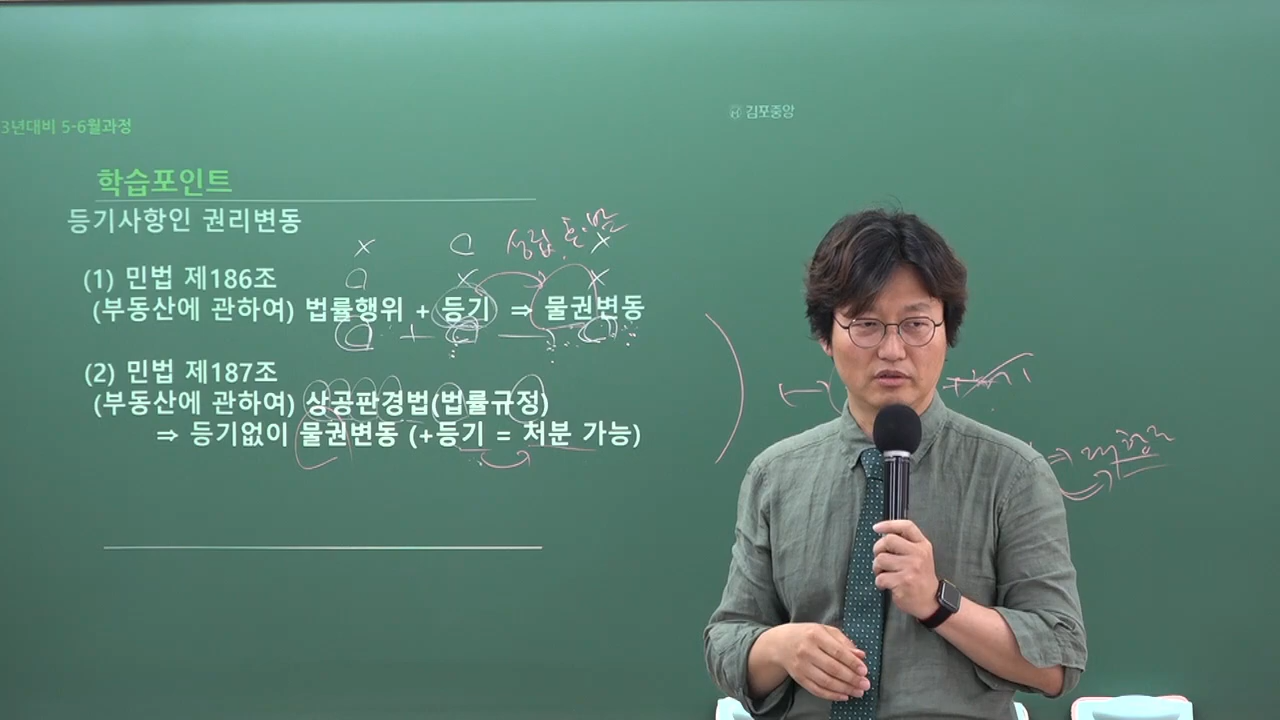 3년대비 5-6월과정
김포중앙
학습포인트
등기사항인 권리변동
X O 성립, 효·발 X
(1) 민법 제186조
O X X
(부동산에 관하여) 법률행위 + 등기 ⇒ 물권변동
O + O O
(2) 민법 제187조
(부동산에 관하여) 상공판경법(법률규정)
⇒ 등기없이 물권변동 (+등기 = 처분 가능)